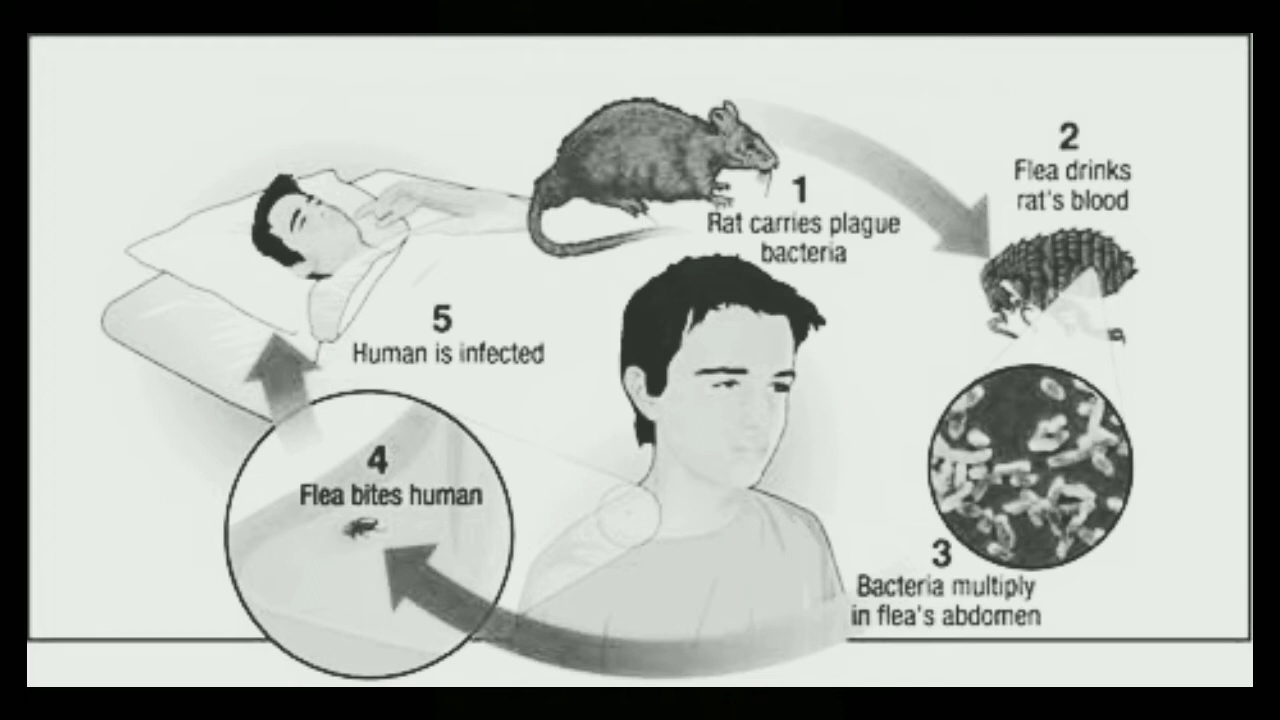 1
Rat carries plague
bacteria
2
Flea drinks
rat's blood
3
Bacteria multiply
in flea's abdomen
4
Flea bites human
5
Human is infected